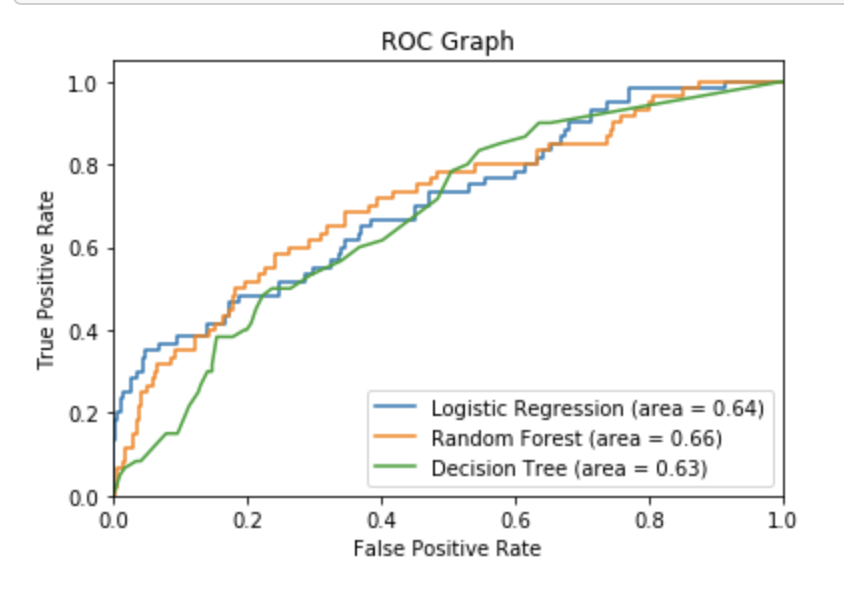 ROC Graph
1.0
0.8
0.6
0.4
0.2
0.0
True Positive Rate
Logistic Regression (area = 0.64)
Random Forest (area = 0.66)
Decision Tree (area = 0.63)
0.0 0.2 0.4 0.6 0.8 1.0
False Positive Rate